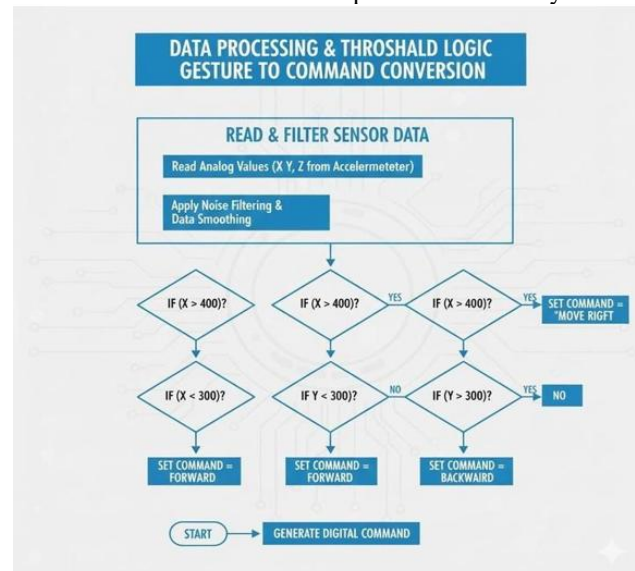 DATA PROCESSING & THRESHALD LOGIC
GESTURE TO COMMAND CONVERSION
READ & FILTER SENSOR DATA
Read Analog Values (X Y, Z from Accelermeteter)
Apply Noise Filtering &
Data Smoothing
IF (X > 400)?
IF (X > 400)?
YES
IF (X > 400)?
YES
SET COMMAND =
"MOVE RIGFT
IF (X < 300)?
IF Y < 300)?
NO
IF (Y > 300)?
YES
NO
SET COMMAND =
FORWARD
SET COMMAND =
FORWARD
SET COMMAND =
BACKWAIRD
START
GENERATE DIGITAL COMMAND